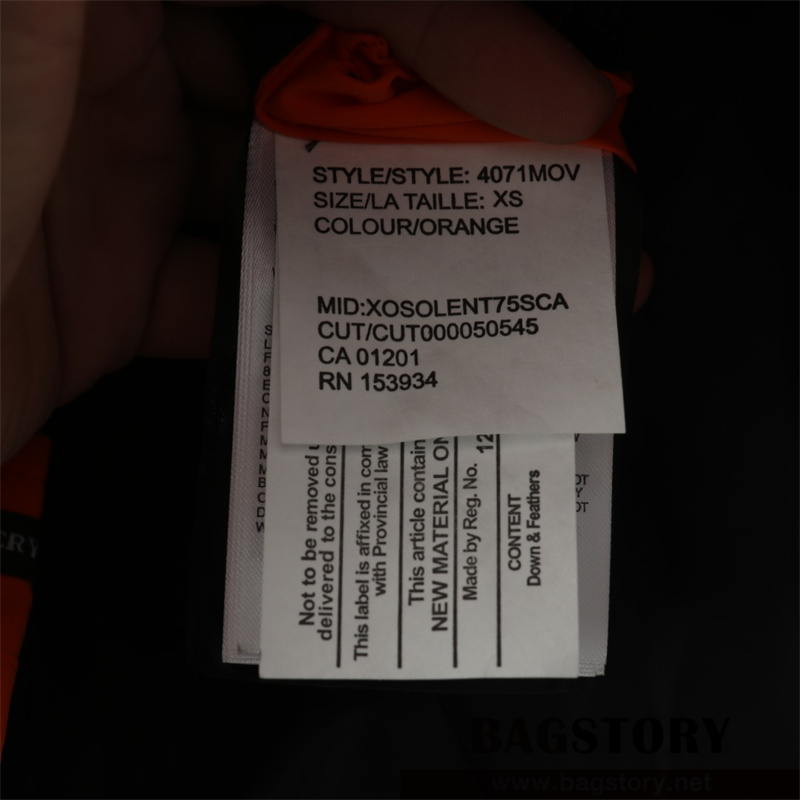 STYLE/STYLE: 4071MOV
SIZE/LA TAILLE: XS
COLOUR/ORANGE
MID:XOSOLENT75SCA
CUT/CUT000050545
CA 01201
RN 153934
Not to be removed
delivered to the cons
This label is affixed in com
with Provincial law
This article contain
NEW MATERIAL ON
Made by Reg. No. 12
CONTENT
Down & Feathers
BAGSTORY
www.bagstory.net